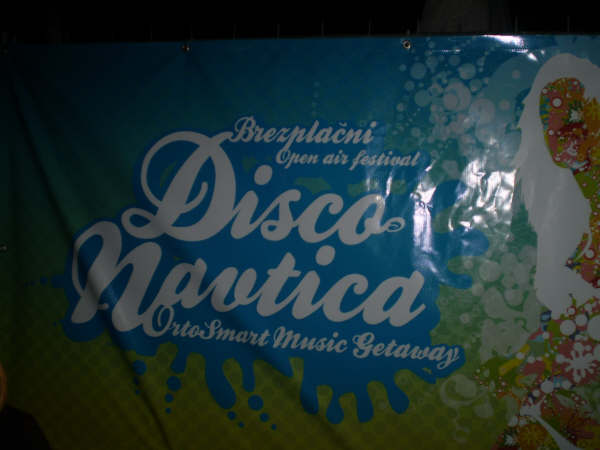 Brezplačni
Open air festival
Disco
Navtica
OrtoSmart Music Getaway